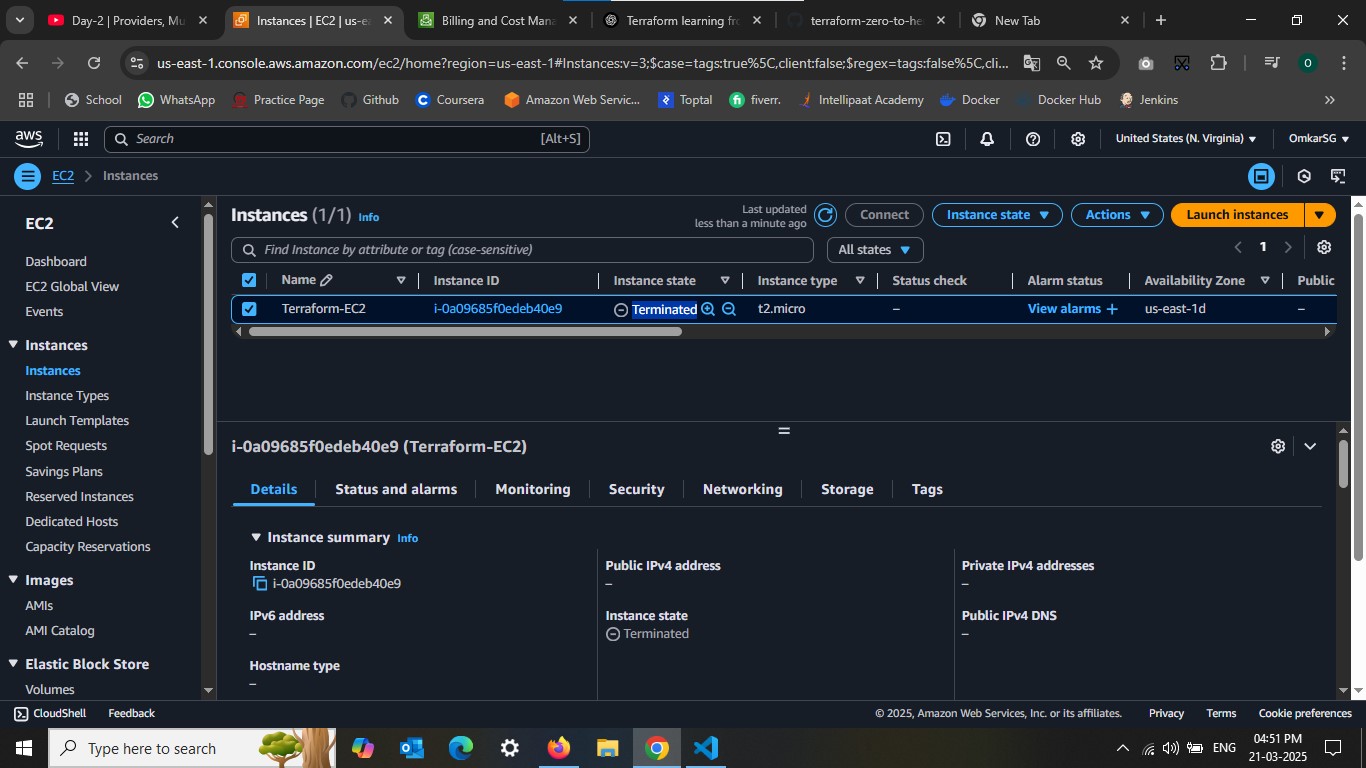 Day-2 | Providers, Mu
Instances | EC2 | us-ea
Billing and Cost Mana
Terraform learning fro
terraform-zero-to-he
New Tab
us-east-1.console.aws.amazon.com/ec2/home?region=us-east-1#Instances:v=3;$case=tags:true%5C,client:false;$regex=tags:false%5C,cli...
O
School
WhatsApp
Practice Page
Github
Coursera
Amazon Web Servic...
Toptal
fiverr.
Intellipaat Academy
Docker
Docker Hub
Jenkins
aws
Search
[Alt+S]
United States (N. Virginia)
OmkarSG
EC2
Instances
EC2
Dashboard
EC2 Global View
Events
Instances
Instances
Instance Types
Launch Templates
Spot Requests
Savings Plans
Reserved Instances
Dedicated Hosts
Capacity Reservations
Images
AMIs
AMI Catalog
Elastic Block Store
Volumes
Instances (1/1) Info
Last updated
less than a minute ago
Connect
Instance state
Actions
Launch instances
Find Instance by attribute or tag (case-sensitive)
All states
1
Name
Instance ID
Instance state
Instance type
Status check
Alarm status
Availability Zone
Public
Terraform-EC2
i-0a09685f0edeb40e9
Terminated
t2.micro
–
View alarms +
us-east-1d
–
i-0a09685f0edeb40e9 (Terraform-EC2)
Details
Status and alarms
Monitoring
Security
Networking
Storage
Tags
Instance summary Info
Instance ID
i-0a09685f0edeb40e9
Public IPv4 address
–
Private IPv4 addresses
–
IPv6 address
–
Instance state
Terminated
Public IPv4 DNS
–
Hostname type
–
CloudShell
Feedback
© 2025, Amazon Web Services, Inc. or its affiliates.
Privacy
Terms
Cookie preferences
Type here to search
ENG
04:51 PM
21-03-2025